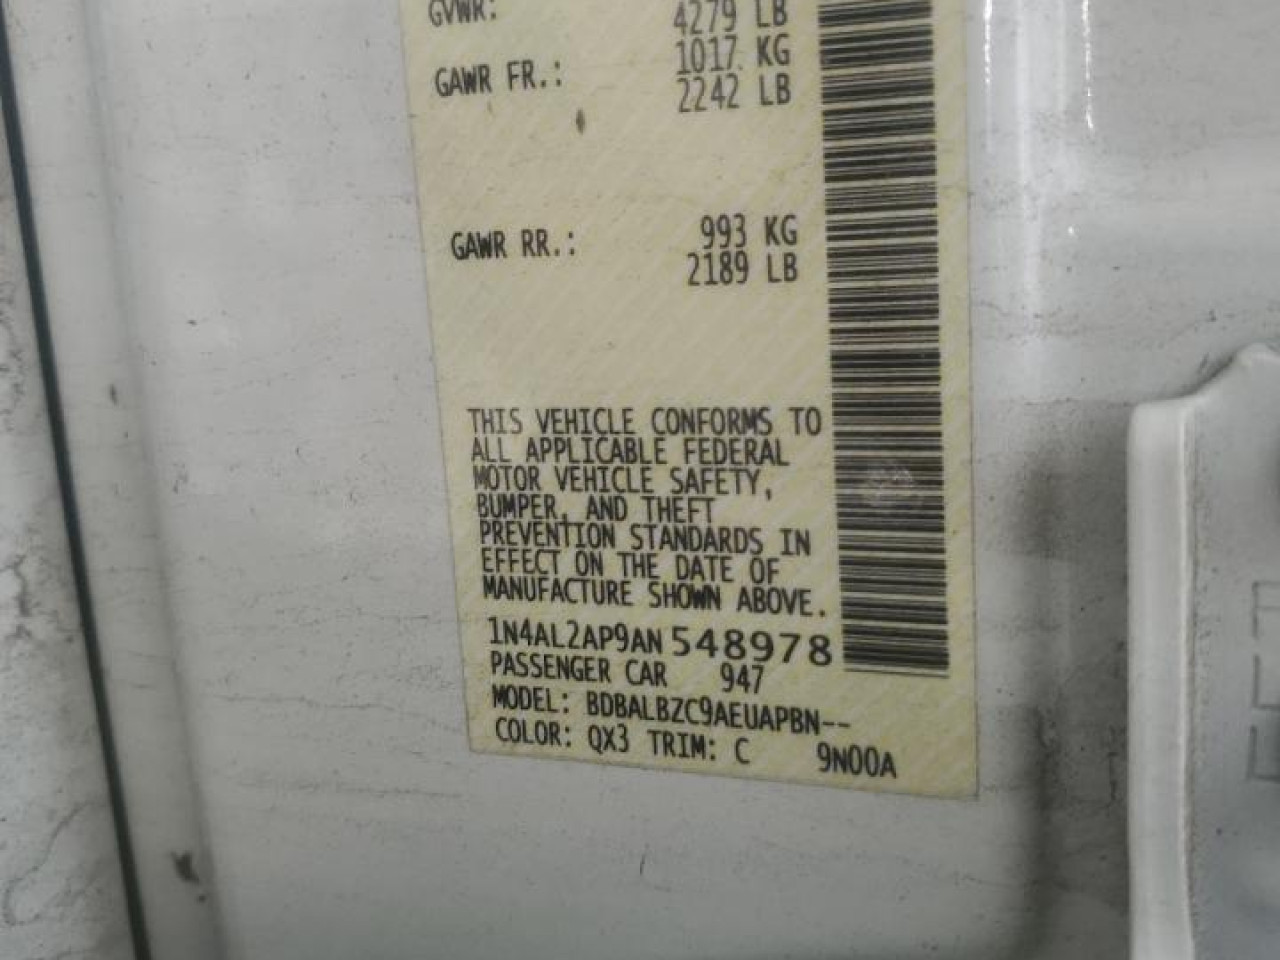 GVWR: 4279 LB
1017 KG
GAWR FR.: 2242 LB
GAWR RR.: 993 KG
2189 LB
THIS VEHICLE CONFORMS TO
ALL APPLICABLE FEDERAL
MOTOR VEHICLE SAFETY,
BUMPER, AND THEFT
PREVENTION STANDARDS IN
EFFECT ON THE DATE OF
MANUFACTURE SHOWN ABOVE.
1N4AL2AP9AN548978
PASSENGER CAR 947
MODEL: BDBALBZC9AEUAPBN--
COLOR: QX3 TRIM: C 9N00A